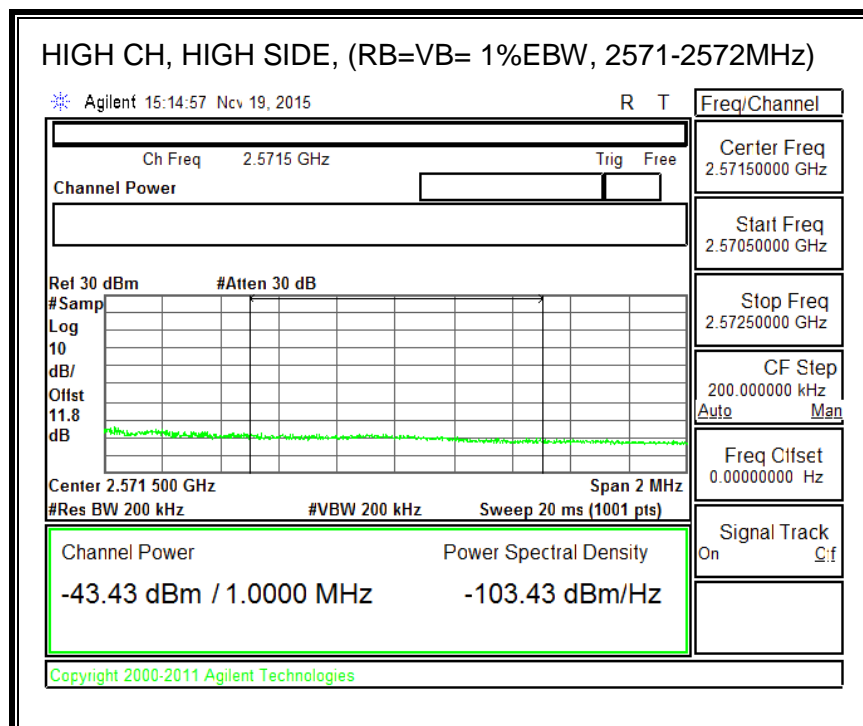 HIGH CH, HIGH SIDE, (RB=VB= 1%EBW, 2571-2572MHz)
Agilent 15:14:57 Nov 19, 2015 R T
Freq/Channel
Ch Freq 2.5715 GHz Trig Free
Channel Power
Center Freq
2.57150000 GHz
Start Freq
2.57050000 GHz
Stop Freq
2.57250000 GHz
CF Step
200.000000 kHz
Auto Man
Freq Offset
0.00000000 Hz
Signal Track
On Off
Ref 30 dBm #Atten 30 dB
#Samp
Log
10
dB/
Offst
11.8
dB
Center 2.571 500 GHz Span 2 MHz
#Res BW 200 kHz #VBW 200 kHz Sweep 20 ms (1001 pts)
Channel Power Power Spectral Density
-43.43 dBm / 1.0000 MHz -103.43 dBm/Hz
Copyright 2000-2011 Agilent Technologies